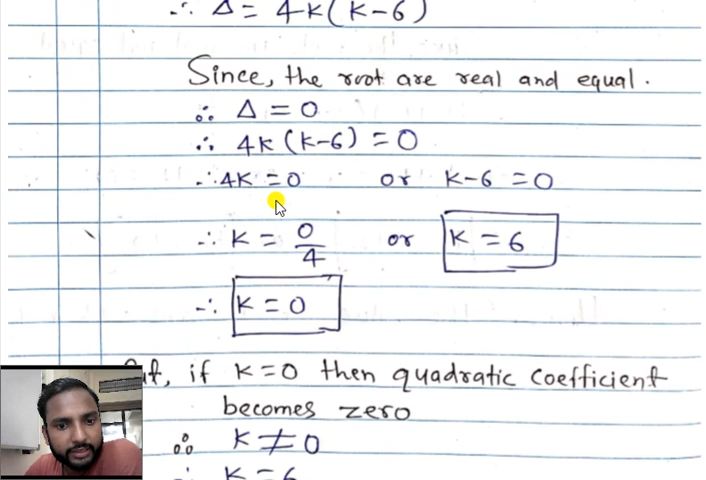 ∴ Δ = 4K(K-6)
Since, the root are real and equal.
∴ Δ = 0
∴ 4K(K-6) = 0
∴ 4K = 0 or K-6 = 0
∴ K = 0/4 or K = 6
∴ K = 0
if K=0 then quadratic coefficient
becomes zero
∴ K ≠ 0
∴ K = 6